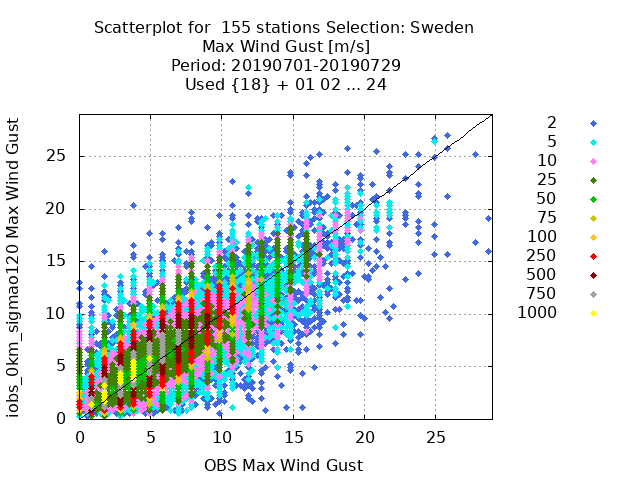 Scatterplot for  155 stations Selection: Sweden
Max Wind Gust [m/s]
Period: 20190701-20190729
Used {18} + 01 02 ... 24
iobs_0km_sigmao120 Max Wind Gust
25
20
15
10
5
0
0 5 10 15 20 25
OBS Max Wind Gust
2
5
10
25
50
75
100
250
500
750
1000